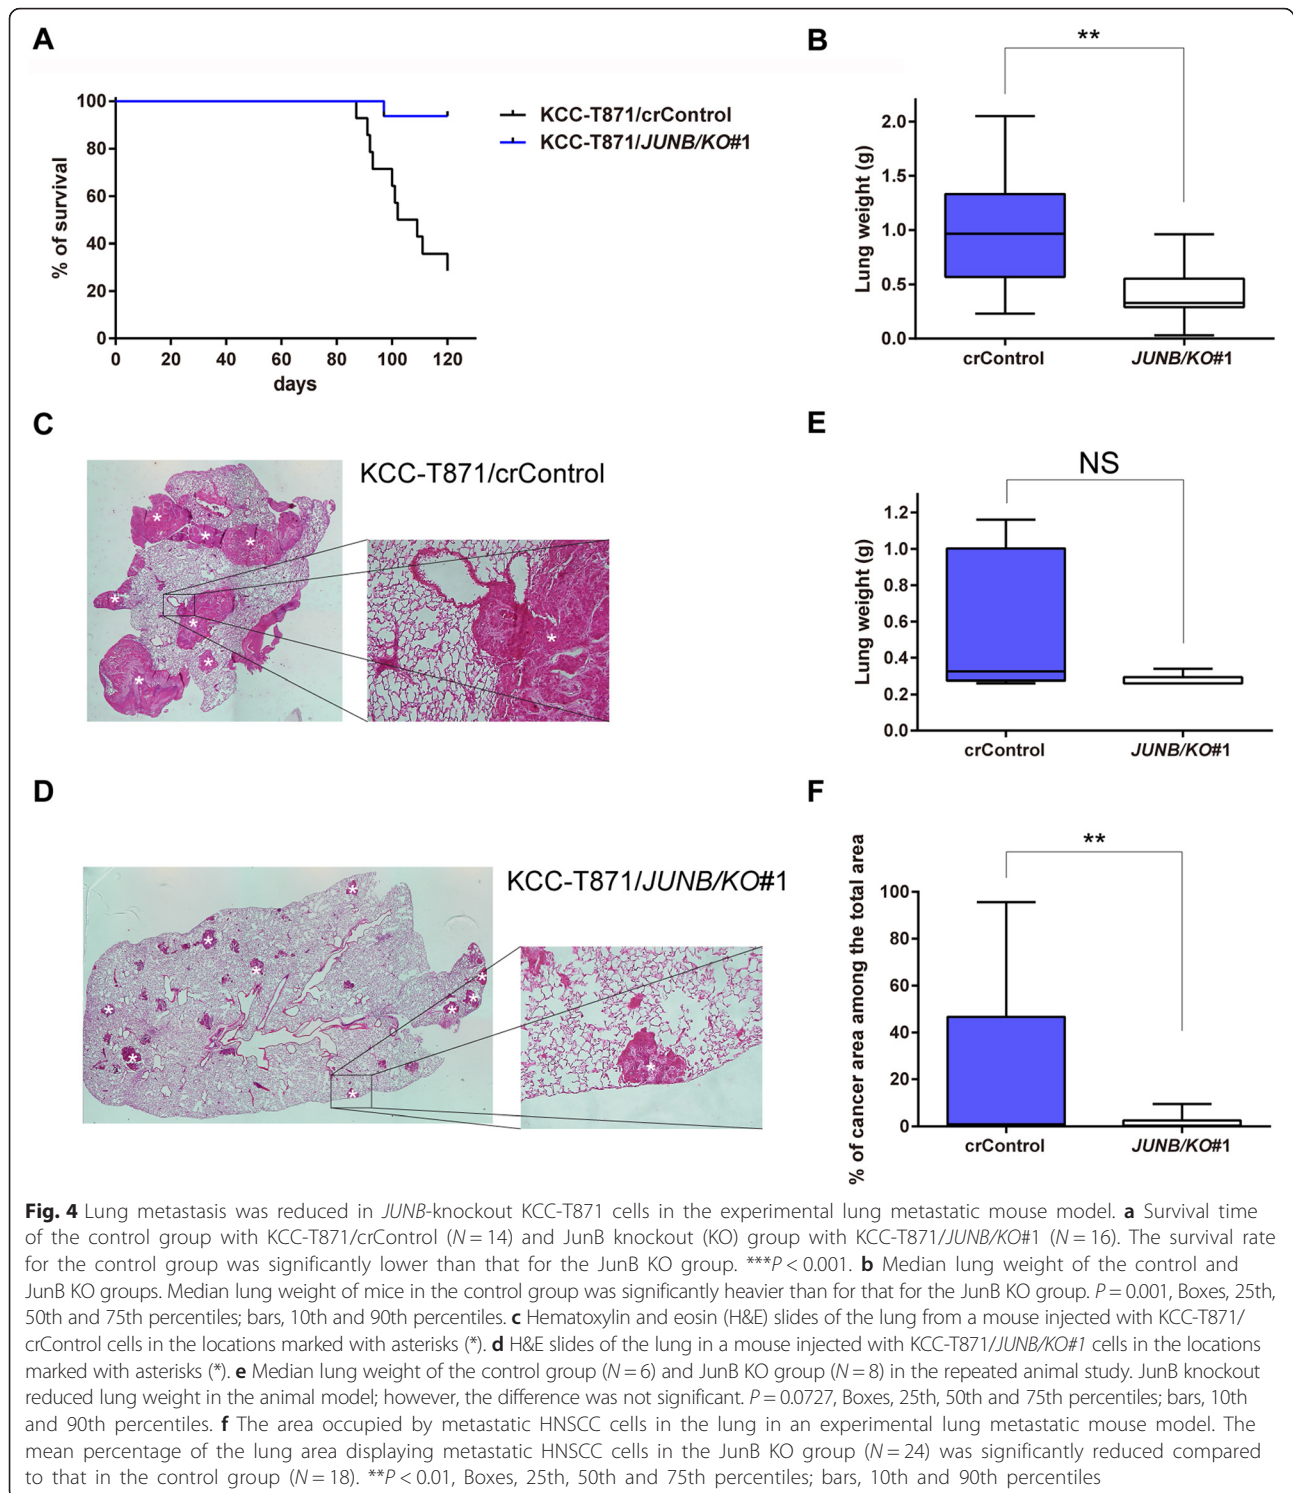 A
100
80
60
40
20
0
% of survival
0 20 40 60 80 100 120
days
KCC-T871/crControl
KCC-T871/JUNB/KO#1
B
**
2.0
1.5
1.0
0.5
0.0
Lung weight (g)
crControl JUNB/KO#1
C
KCC-T871/crControl
* * * * * * *
*
E
NS
1.2
1.0
0.8
0.6
0.4
0.2
0.0
Lung weight (g)
crControl JUNB/KO#1
D
KCC-T871/JUNB/KO#1
* * * * * * * * *
*
F
**
100
80
60
40
20
0
% of cancer area among the total area
crControl JUNB/KO#1
Fig. 4 Lung metastasis was reduced in JUNB-knockout KCC-T871 cells in the experimental lung metastatic mouse model. a Survival time
of the control group with KCC-T871/crControl (N = 14) and JunB knockout (KO) group with KCC-T871/JUNB/KO#1 (N = 16). The survival rate
for the control group was significantly lower than that for the JunB KO group. ***P < 0.001. b Median lung weight of the control and
JunB KO groups. Median lung weight of mice in the control group was significantly heavier than for that for the JunB KO group. P = 0.001, Boxes, 25th,
50th and 75th percentiles; bars, 10th and 90th percentiles. c Hematoxylin and eosin (H&E) slides of the lung from a mouse injected with KCC-T871/
crControl cells in the locations marked with asterisks (*). d H&E slides of the lung in a mouse injected with KCC-T871/JUNB/KO#1 cells in the locations
marked with asterisks (*). e Median lung weight of the control group (N = 6) and JunB KO group (N = 8) in the repeated animal study. JunB knockout
reduced lung weight in the animal model; however, the difference was not significant. P = 0.0727, Boxes, 25th, 50th and 75th percentiles; bars, 10th
and 90th percentiles. f The area occupied by metastatic HNSCC cells in the lung in an experimental lung metastatic mouse model. The
mean percentage of the lung area displaying metastatic HNSCC cells in the JunB KO group (N = 24) was significantly reduced compared
to that in the control group (N = 18). **P < 0.01, Boxes, 25th, 50th and 75th percentiles; bars, 10th and 90th percentiles